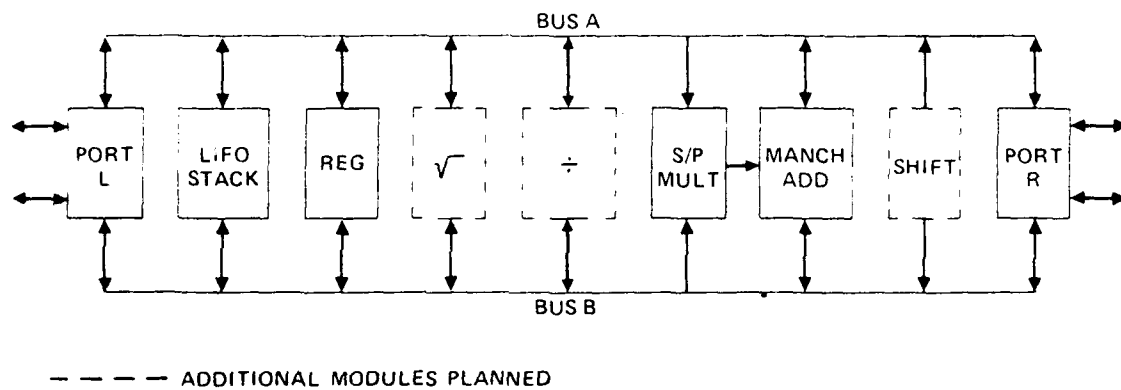 BUS A
PORT
L
LIFO
STACK
REG
√
÷
S/P
MULT
MANCH
ADD
SHIFT
PORT
R
BUS B
— — — — — ADDITIONAL MODULES PLANNED